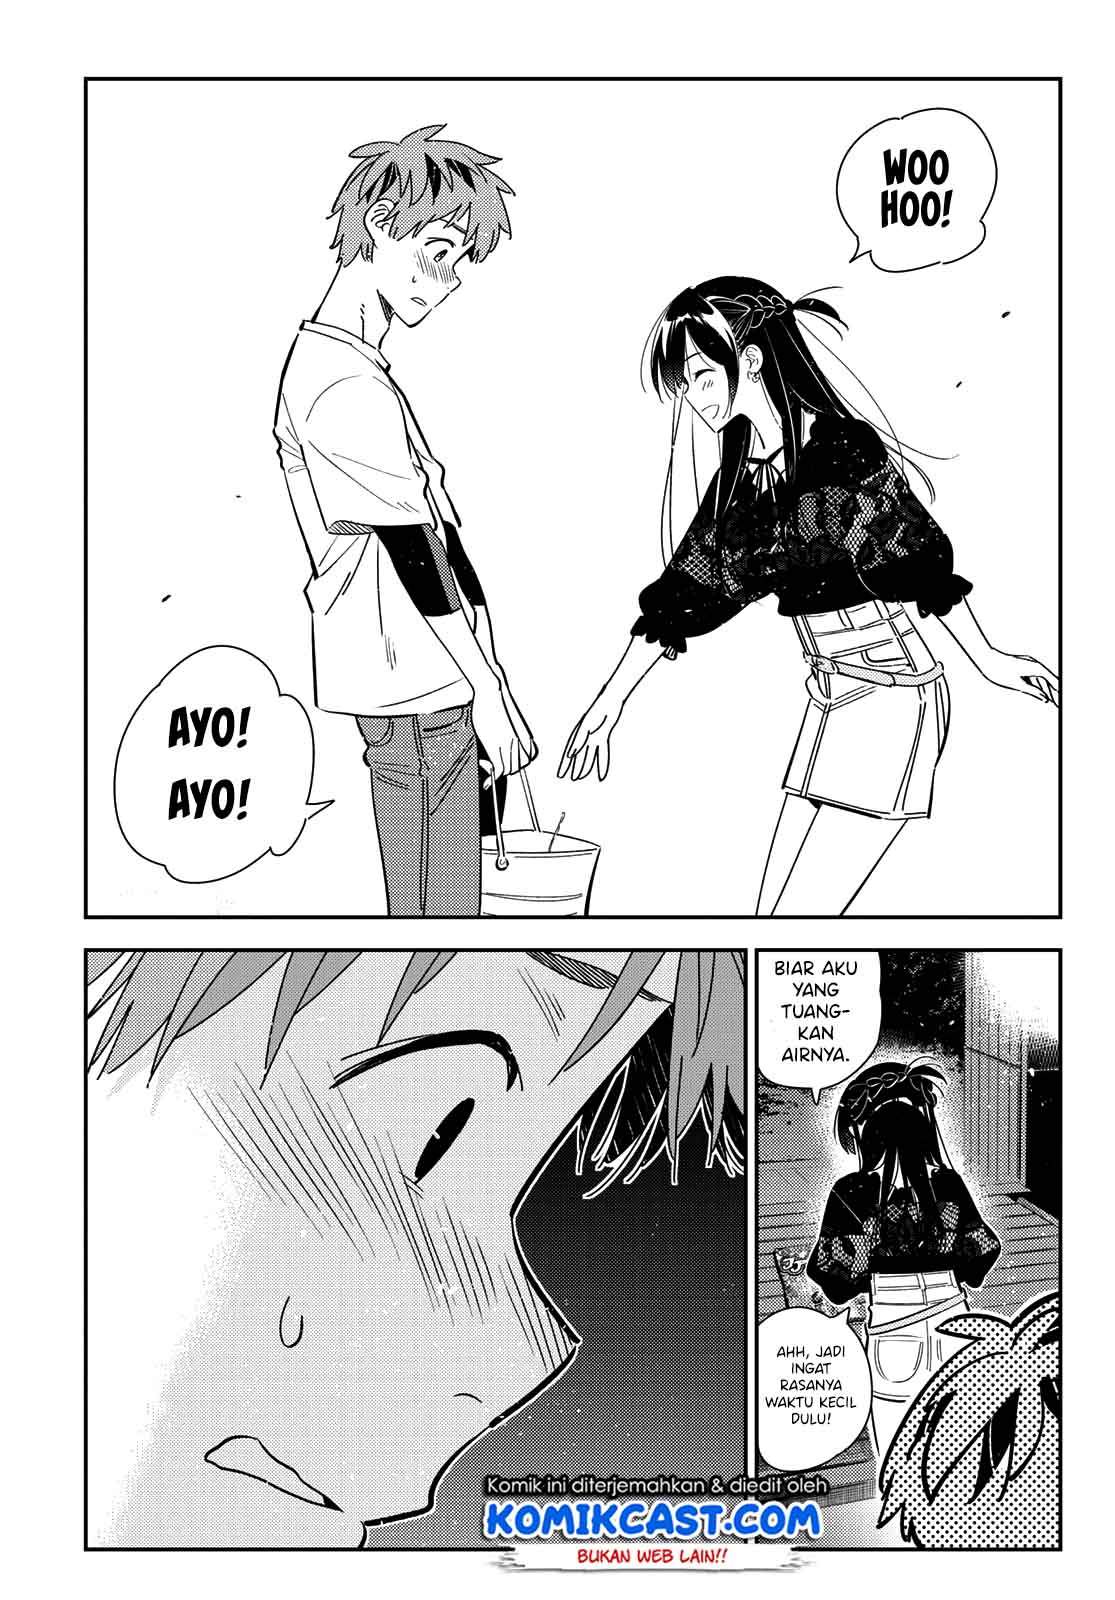 WOO
HOO!
AYO!
AYO!
BIAR AKU
YANG
TUANG-
KAN
AIRNYA.
AHH, JADI
INGAT
RASANYA
WAKTU KECIL
DULU!
Komik ini diterjemahkan & diedit oleh
KOMIKCAST.COM
BUKAN WEB LAIN!!